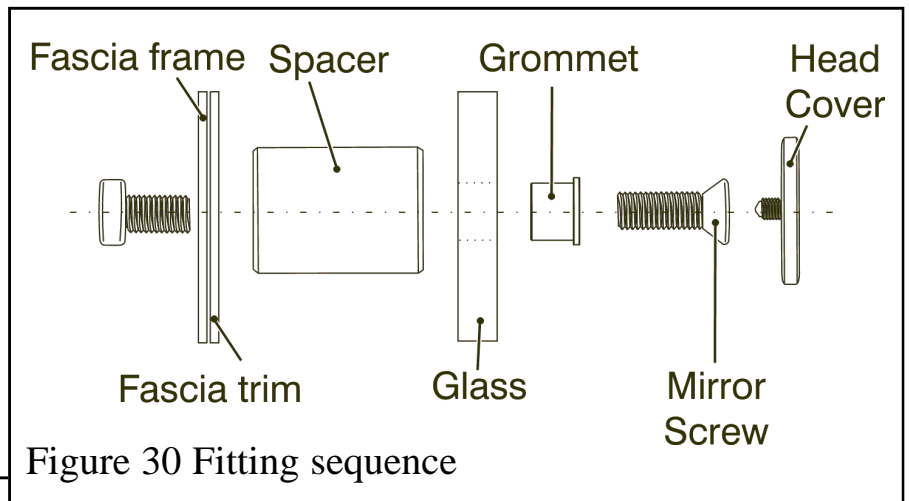 Fascia frame
Spacer
Grommet
Head
Cover
Fascia trim
Glass
Mirror
Screw
Figure 30 Fitting sequence